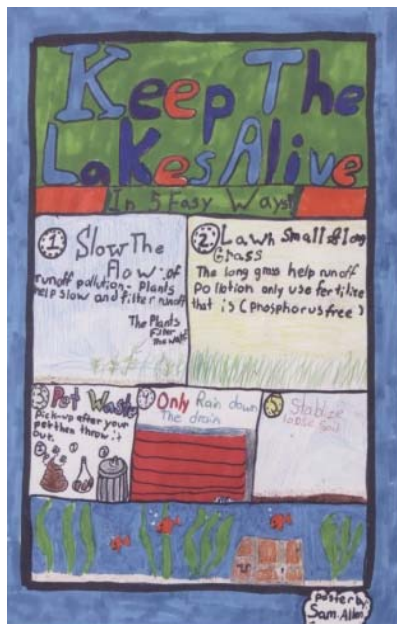 Keep The
Lakes Alive
In 5 Easy Ways!
1 Slow The
flow of
runoff pollution - Plants
help slow and filter runoff
The Plants
Filter
the water
2. Lawn Small & long
Grass
The long grass help runoff
pollotion only use fertilize
that is (phosphorus free)
3 Pet Waste
Pick-up after your
pet then throw it
out.
4 Only Rain down
The drain
5
loose Soil
poster by
Sam. Allen